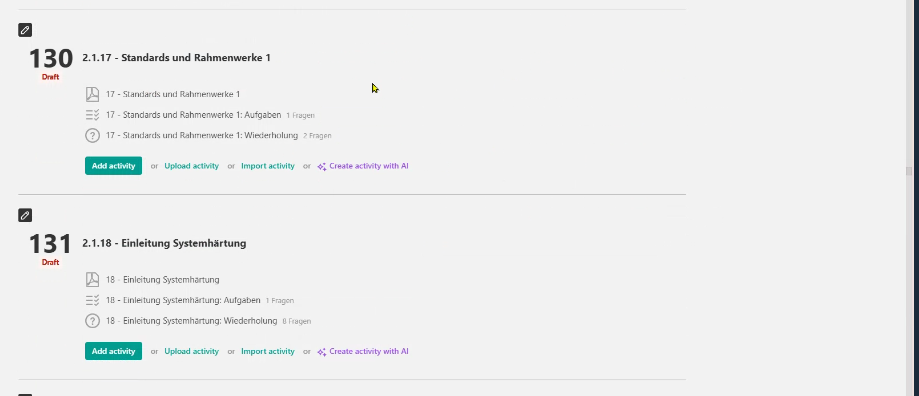 130 2.1.17 - Standards und Rahmenwerke 1
Draft
17 - Standards und Rahmenwerke 1
17 - Standards und Rahmenwerke 1: Aufgaben 1 Fragen
17 - Standards und Rahmenwerke 1: Wiederholung 2 Fragen
Add activity or Upload activity or Import activity or Create activity with AI
131 2.1.18 - Einleitung Systemhärtung
Draft
18 - Einleitung Systemhärtung
18 - Einleitung Systemhärtung: Aufgaben 1 Fragen
18 - Einleitung Systemhärtung: Wiederholung 8 Fragen
Add activity or Upload activity or Import activity or Create activity with AI